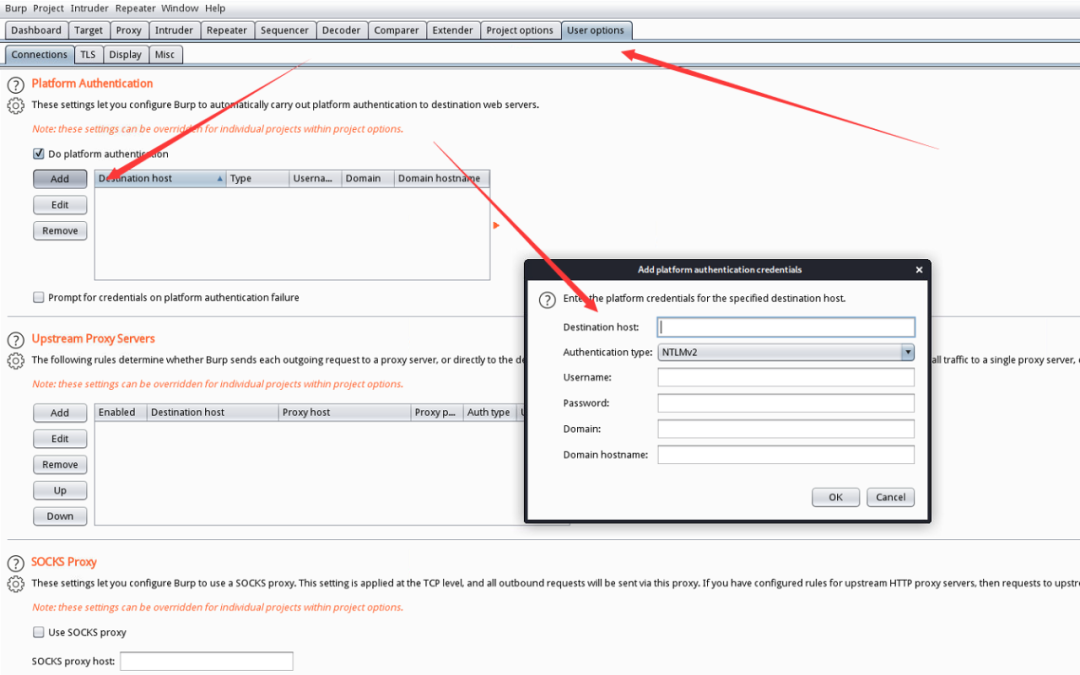 Burp Project Intruder Repeater Window Help
Dashboard Target Proxy Intruder Repeater Sequencer Decoder Comparer Extender Project options User options
Connections TLS Display Misc
Platform Authentication
These settings let you configure Burp to automatically carry out platform authentication to destination web servers.
Note: these settings can be overridden for individual projects within project options.
Do platform authentication
Add Destination host Type Userna... Domain Domain hostname
Edit
Remove
Prompt for credentials on platform authentication failure
Add platform authentication credentials
Enter the platform credentials for the specified destination host.
Destination host:
Authentication type: NTLMv2
Username:
Password:
Domain:
Domain hostname:
OK Cancel
Upstream Proxy Servers
The following rules determine whether Burp sends each outgoing request to a proxy server, or directly to the de all traffic to a single proxy server,
Note: these settings can be overridden for individual projects within project options.
Add Enabled Destination host Proxy host Proxy p... Auth type
Edit
Remove
Up
Down
SOCKS Proxy
These settings let you configure Burp to use a SOCKS proxy. This setting is applied at the TCP level, and all outbound requests will be sent via this proxy. If you have configured rules for upstream HTTP proxy servers, then requests to upstre
Note: these settings can be overridden for individual projects within project options.
Use SOCKS proxy
SOCKS proxy host: